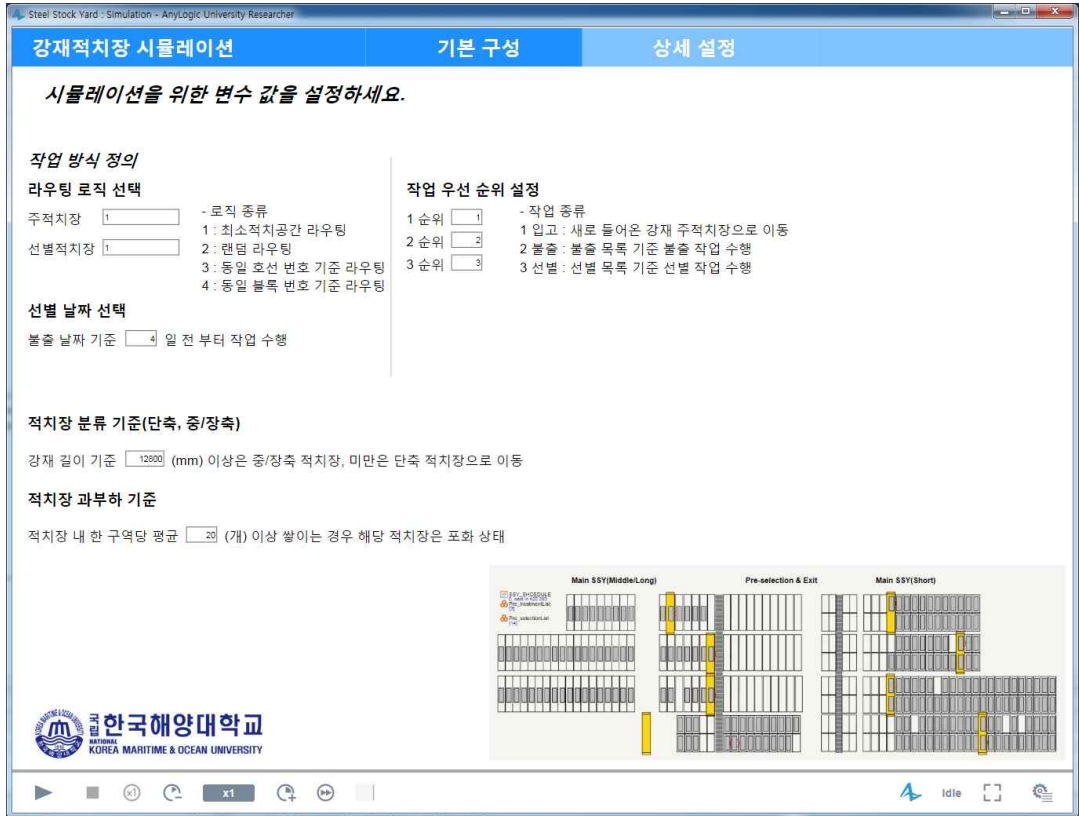 Steel Stock Yard : Simulation - AnyLogic University Researcher
강재적치장 시뮬레이션
기본 구성
상세 설정
시뮬레이션을 위한 변수 값을 설정하세요.
작업 방식 정의
라우팅 로직 선택
주적치장 1
선별적치장 1
- 로직 종류
1 : 최소적치공간 라우팅
2 : 랜덤 라우팅
3 : 동일 호선 번호 기준 라우팅
4 : 동일 블록 번호 기준 라우팅
선별 날짜 선택
불출 날짜 기준 4 일 전 부터 작업 수행
작업 우선 순위 설정
1 순위 1
2 순위 2
3 순위 3
- 작업 종류
1 입고 : 새로 들어온 강재 주적치장으로 이동
2 불출 : 불출 목록 기준 불출 작업 수행
3 선별 : 선별 목록 기준 선별 작업 수행
적치장 분류 기준(단축, 중/장축)
강재 길이 기준 12800 (mm) 이상은 중/장축 적치장, 미만은 단축 적치장으로 이동
적치장 과부하 기준
적치장 내 한 구역당 평균 20 (개) 이상 쌓이는 경우 해당 적치장은 포화 상태
Main SSY(Middle/Long)
Pre-selection & Exit
Main SSY(Short)
국립한국해양대학교
NATIONAL
KOREA MARITIME & OCEAN UNIVERSITY
x1
x1
Idle